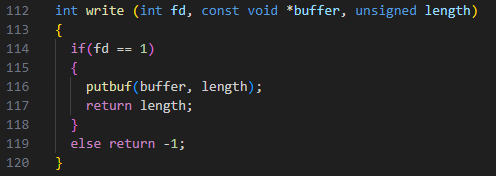 112 int write (int fd, const void *buffer, unsigned length)
113 {
114   if(fd == 1)
115   {
116     putbuf(buffer, length);
117     return length;
118   }
119   else return -1;
120 }